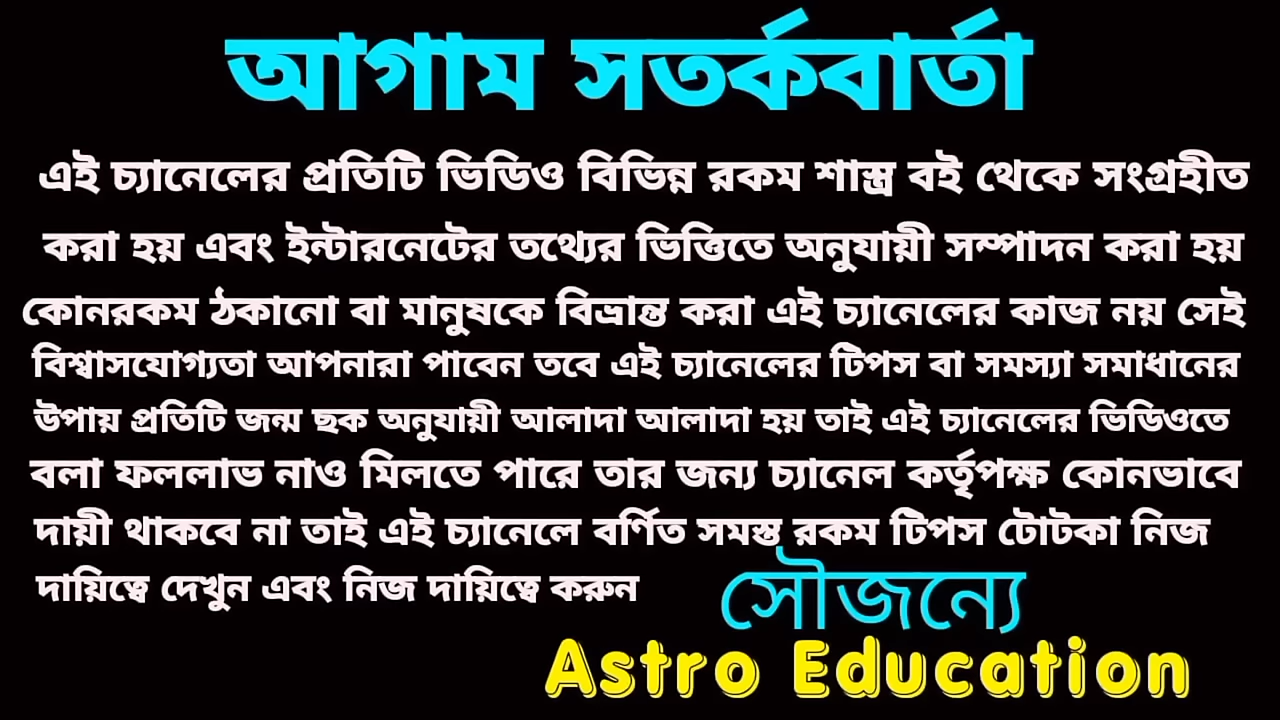 আগাম সতর্কবার্তা
এই চ্যানেলের প্রতিটি ভিডিও বিভিন্ন রকম শাস্ত্র বই থেকে সংগ্রহীত
করা হয় এবং ইন্টারনেটের তথ্যের ভিত্তিতে অনুযায়ী সম্পাদন করা হয়
কোনরকম ঠকানো বা মানুষকে বিভ্রান্ত করা এই চ্যানেলের কাজ নয় সেই
বিশ্বাসযোগ্যতা আপনারা পাবেন তবে এই চ্যানেলের টিপস বা সমস্যা সমাধানের
উপায় প্রতিটি জন্ম ছক অনুযায়ী আলাদা আলাদা হয় তাই এই চ্যানেলের ভিডিওতে
বলা ফললাভ নাও মিলতে পারে তার জন্য চ্যানেল কর্তৃপক্ষ কোনভাবে
দায়ী থাকবে না তাই এই চ্যানেলে বর্ণিত সমস্ত রকম টিপস টোটকা নিজ
দায়িত্বে দেখুন এবং নিজ দায়িত্বে করুন
সৌজন্যে
Astro Education